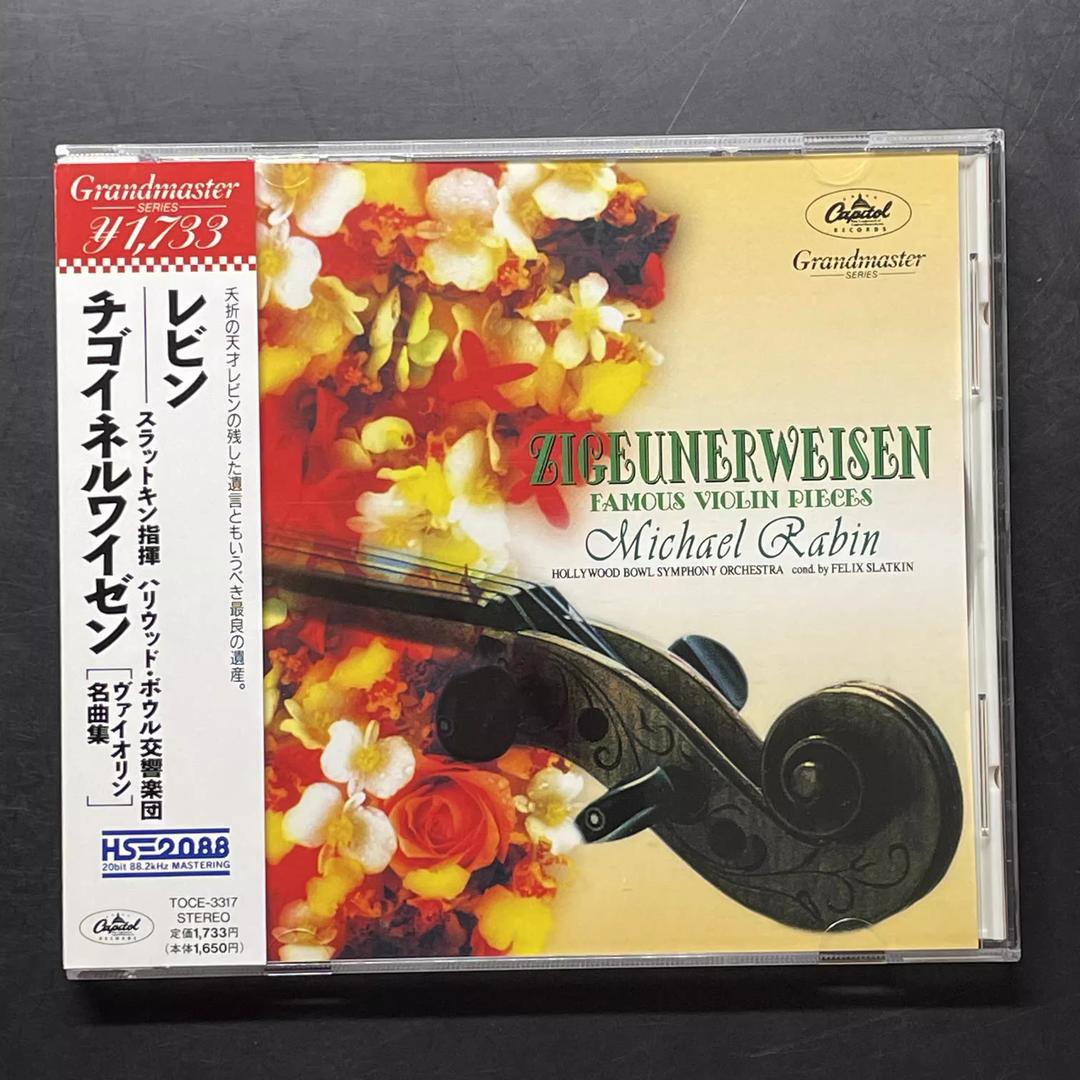 Grandmaster
SERIES
¥1,733
夭折の天才レビンの残した遺言ともいうべき最良の遺産。
レビン
スラットキン指揮 ハリウッド・ボウル交響楽団
チゴイネルワイゼン
[ヴァイオリン
名曲集]
HS-2088
20bit 88.2kHz MASTERING
TOCE-3317
STEREO
定価1,733円
(本体1,650円)
Capitol
RECORDS
Capitol
RECORDS
Grandmaster
SERIES
ZIGEUNERWEISEN
FAMOUS VIOLIN PIECES
Michael Rabin
HOLLYWOOD BOWL SYMPHONY ORCHESTRA cond. by FELIX SLATKIN